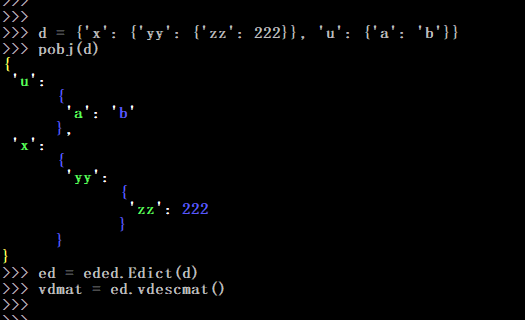 >>>
>>>
>>> d = {'x': {'yy': {'zz': 222}}, 'u': {'a': 'b'}}
>>> pobj(d)
{
 'u':
      {
       'a': 'b'
      },
 'x':
      {
       'yy':
             {
              'zz': 222
             }
      }
}
>>> ed = eded.Edict(d)
>>> vdmat = ed.vdescmat()
>>>
>>>